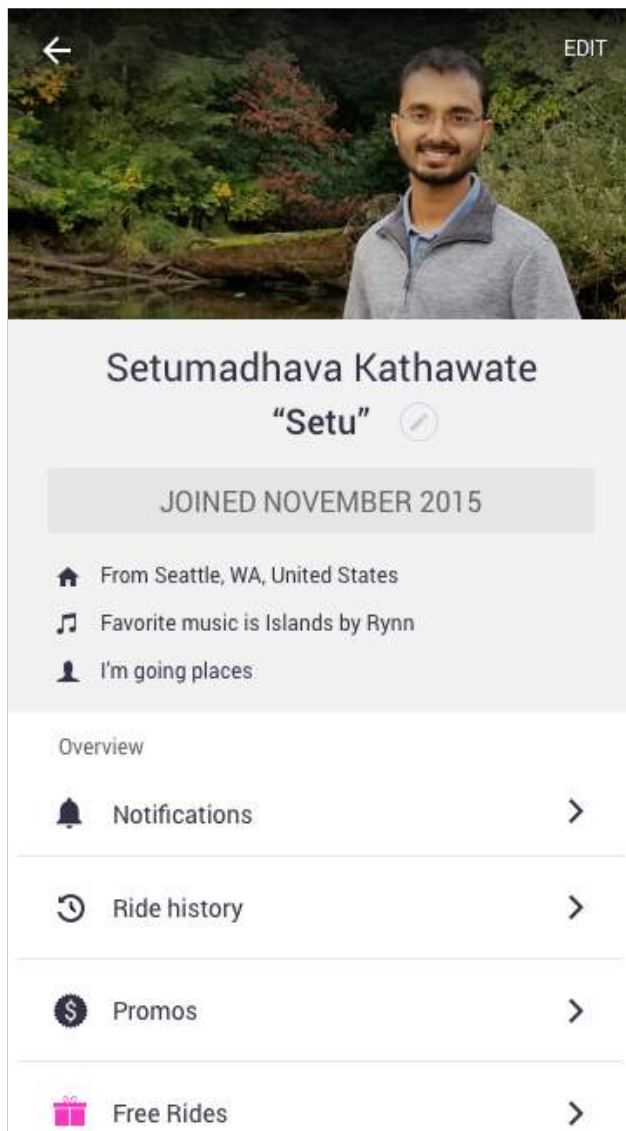 EDIT
Setumadhava Kathawate
“Setu”
JOINED NOVEMBER 2015
From Seattle, WA, United States
Favorite music is Islands by Rynn
I'm going places
Overview
Notifications
Ride history
Promos
Free Rides